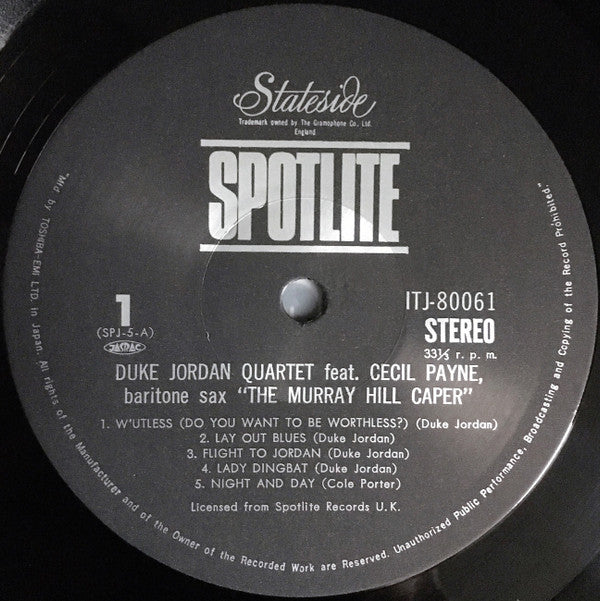 Stateside
Trademark owned by The Gramophone Co. Ltd.
England
SPOTLITE
1
(SPJ-5-A)
JASRAC
ITJ-80061
STEREO
33⅓ r. p. m.
DUKE JORDAN QUARTET feat. CECIL PAYNE,
baritone sax "THE MURRAY HILL CAPER"
1. W'UTLESS (DO YOU WANT TO BE WORTHLESS?) (Duke Jordan)
2. LAY OUT BLUES (Duke Jordan)
3. FLIGHT TO JORDAN (Duke Jordan)
4. LADY DINGBAT (Duke Jordan)
5. NIGHT AND DAY (Cole Porter)
Licensed from Spotlite Records U. K.
"Mfd by TOSHIBA-EMI LTD. in Japan. All rights of the Manufacturer and of the Owner of the Recorded Work are Reserved. Unauthorized Public Performance, Broadcasting and Copying of the Record Prohibited."